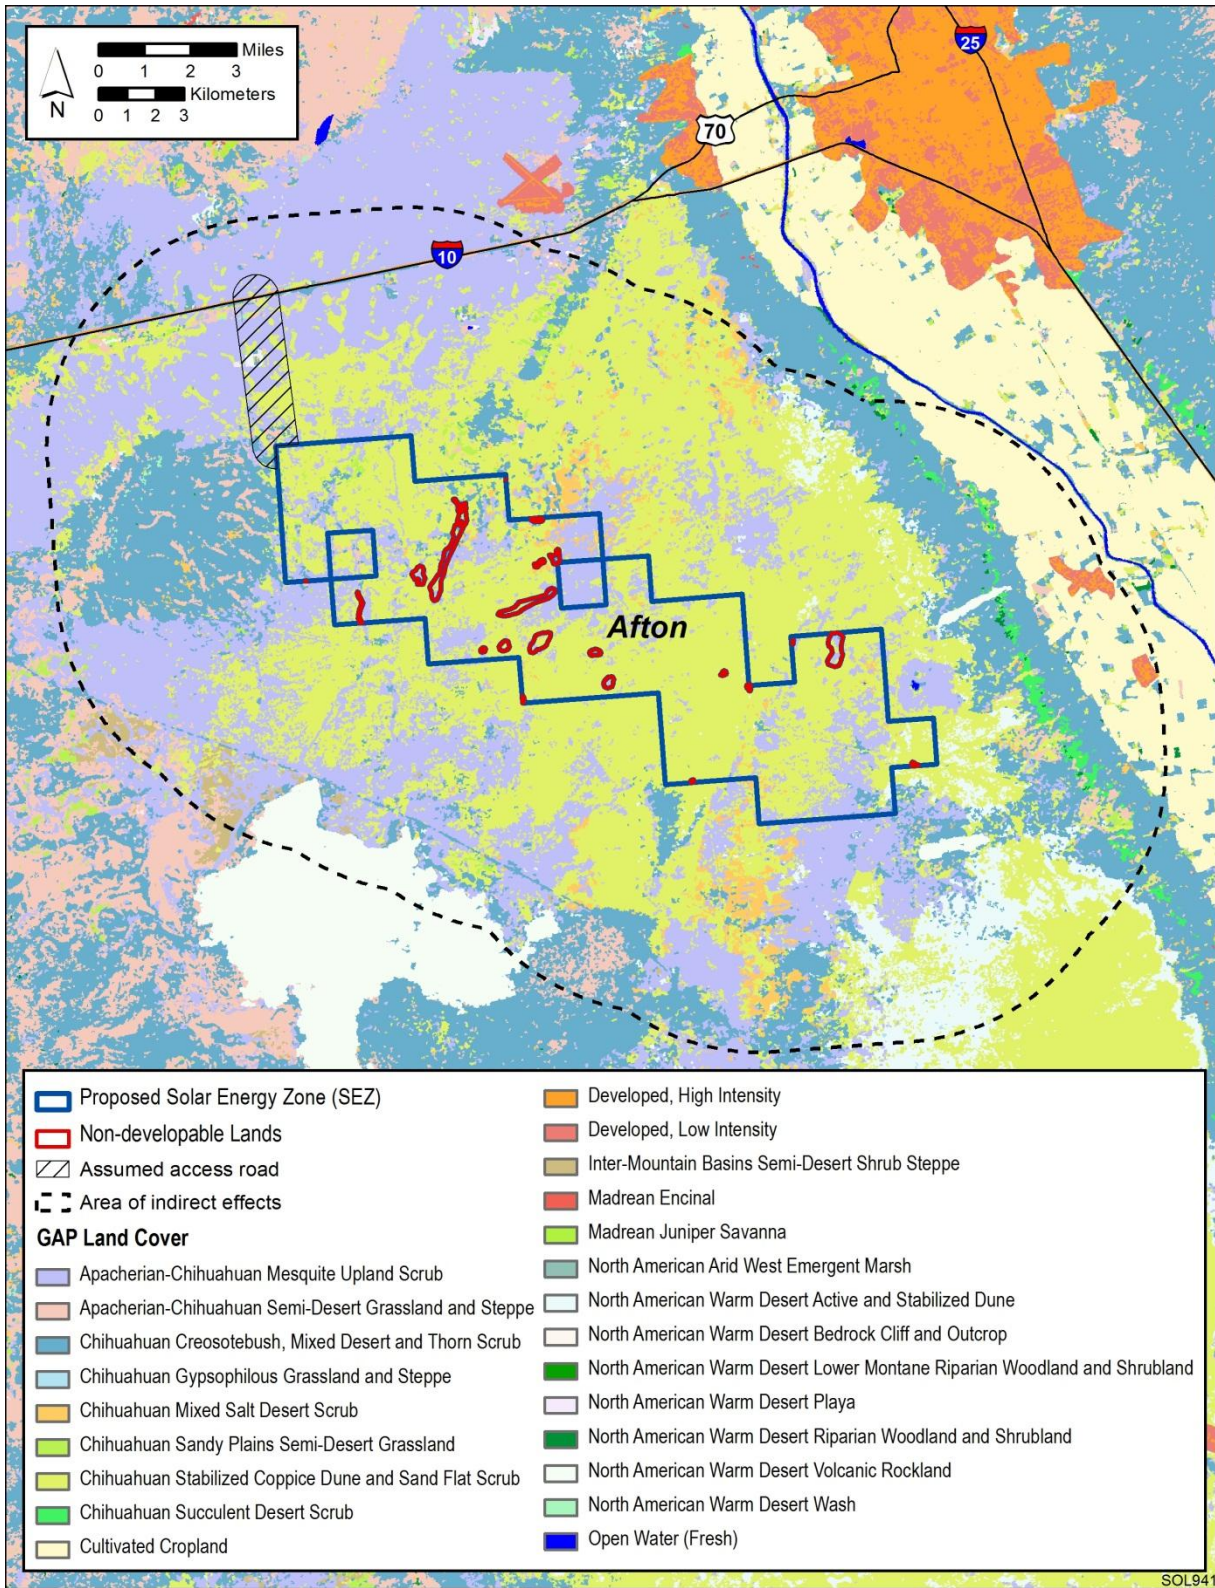 Miles
0 1 2 3
Kilometers
0 1 2 3
N
25
70
10
Afton
Proposed Solar Energy Zone (SEZ)
Non-developable Lands
Assumed access road
Area of indirect effects
GAP Land Cover
Apacherian-Chihuahuan Mesquite Upland Scrub
Apacherian-Chihuahuan Semi-Desert Grassland and Steppe
Chihuahuan Creosotebush, Mixed Desert and Thorn Scrub
Chihuahuan Gypsophilous Grassland and Steppe
Chihuahuan Mixed Salt Desert Scrub
Chihuahuan Sandy Plains Semi-Desert Grassland
Chihuahuan Stabilized Coppice Dune and Sand Flat Scrub
Chihuahuan Succulent Desert Scrub
Cultivated Cropland
Developed, High Intensity
Developed, Low Intensity
Inter-Mountain Basins Semi-Desert Shrub Steppe
Madrean Encinal
Madrean Juniper Savanna
North American Arid West Emergent Marsh
North American Warm Desert Active and Stabilized Dune
North American Warm Desert Bedrock Cliff and Outcrop
North American Warm Desert Lower Montane Riparian Woodland and Shrubland
North American Warm Desert Playa
North American Warm Desert Riparian Woodland and Shrubland
North American Warm Desert Volcanic Rockland
North American Warm Desert Wash
Open Water (Fresh)
SOL941